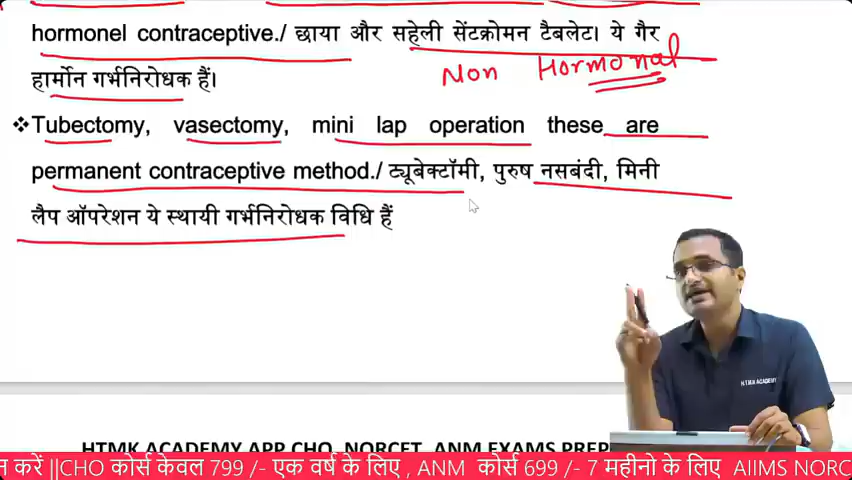 hormonel contraceptive./ छाया और सहेली सेंटक्रोमन टैबलेट। ये गैर
हार्मोन गर्भनिरोधक हैं।
Non Hormonal
❖Tubectomy, vasectomy, mini lap operation these are
permanent contraceptive method./ ट्यूबेक्टॉमी, पुरुष नसबंदी, मिनी
लैप ऑपरेशन ये स्थायी गर्भनिरोधक विधि हैं
H.T.M.K ACADEMY
HTMK ACADEMY APP CHO, NORCET, ANM EXAMS PREP
न करें ||CHO कोर्स केवल 799 /- एक वर्ष के लिए , ANM कोर्स 699 /- 7 महीनो के लिए AIIMS NORC